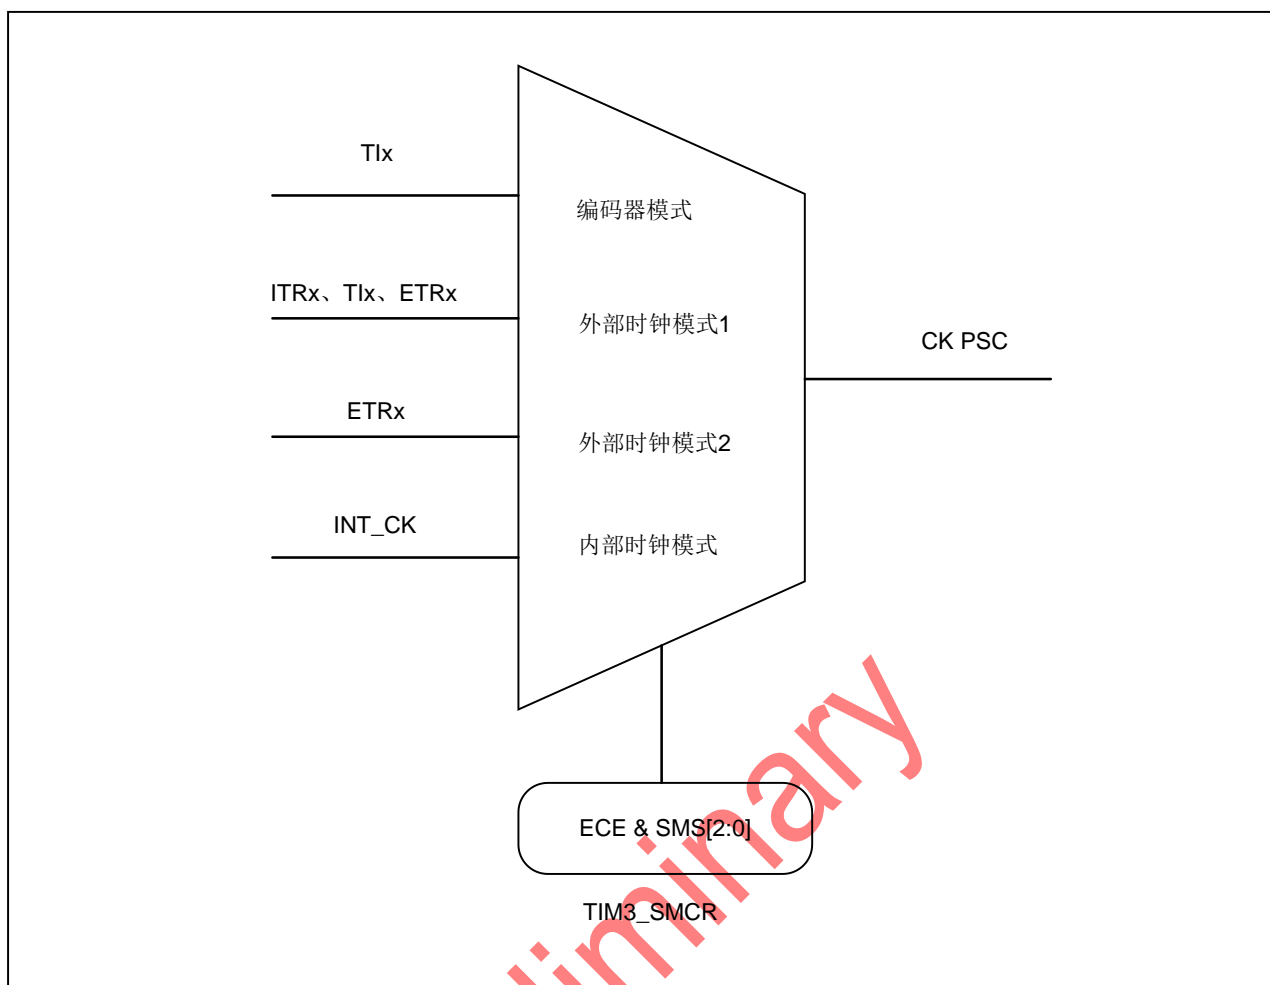 TIx
编码器模式
ITRx、TIx、ETRx
外部时钟模式1
CK PSC
ETRx
外部时钟模式2
INT_CK
内部时钟模式
ECE & SMS[2:0]
TIM3_SMCR
liminary